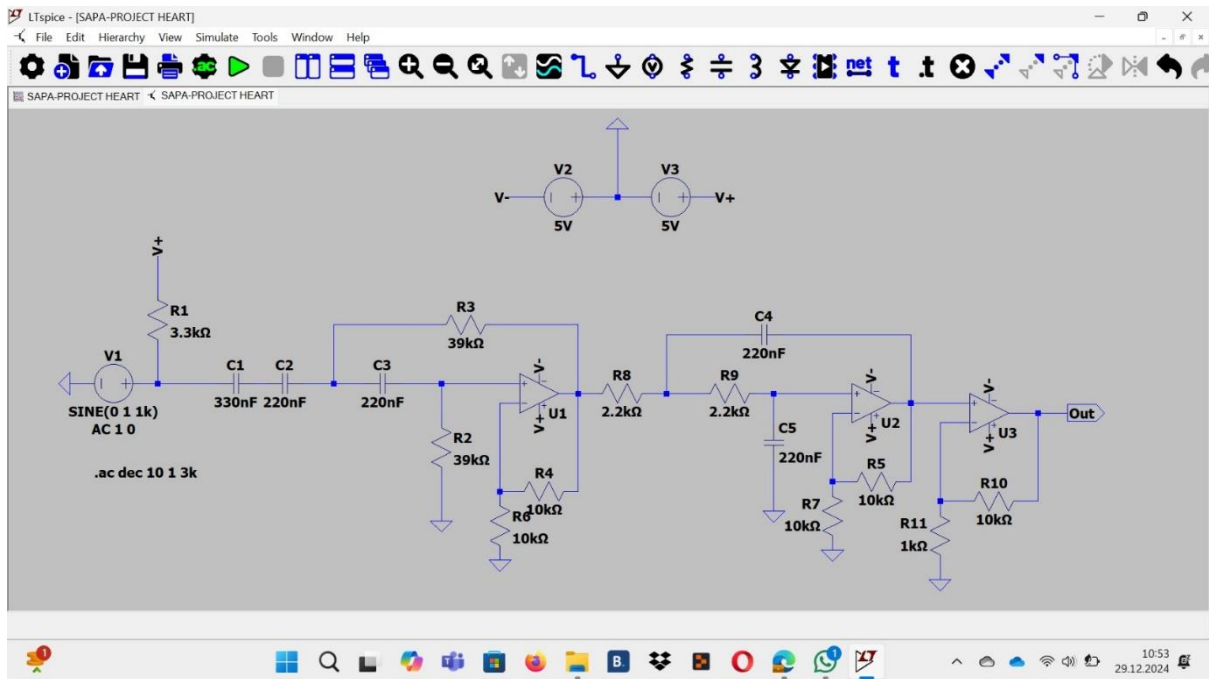 LTspice - [SAPA-PROJECT HEART]
File Edit Hierarchy View Simulate Tools Window Help
.ac net t .t
SAPA-PROJECT HEART SAPA-PROJECT HEART
V2 V3
V- V+
5V 5V
V+
R1
3.3kΩ
R3
39kΩ
C4
220nF
V1
C1 C2 C3
330nF 220nF 220nF
SINE(0 1 1k)
AC 1 0
.ac dec 10 1 3k
R2
39kΩ
V-
V+
U1
R4
10kΩ
R6
10kΩ
R8
2.2kΩ
R9
2.2kΩ
C5
220nF
V-
V+
U2
R5
10kΩ
R7
10kΩ
V-
V+
U3
Out
R10
10kΩ
R11
1kΩ
1
B.
1
10:53
29.12.2024